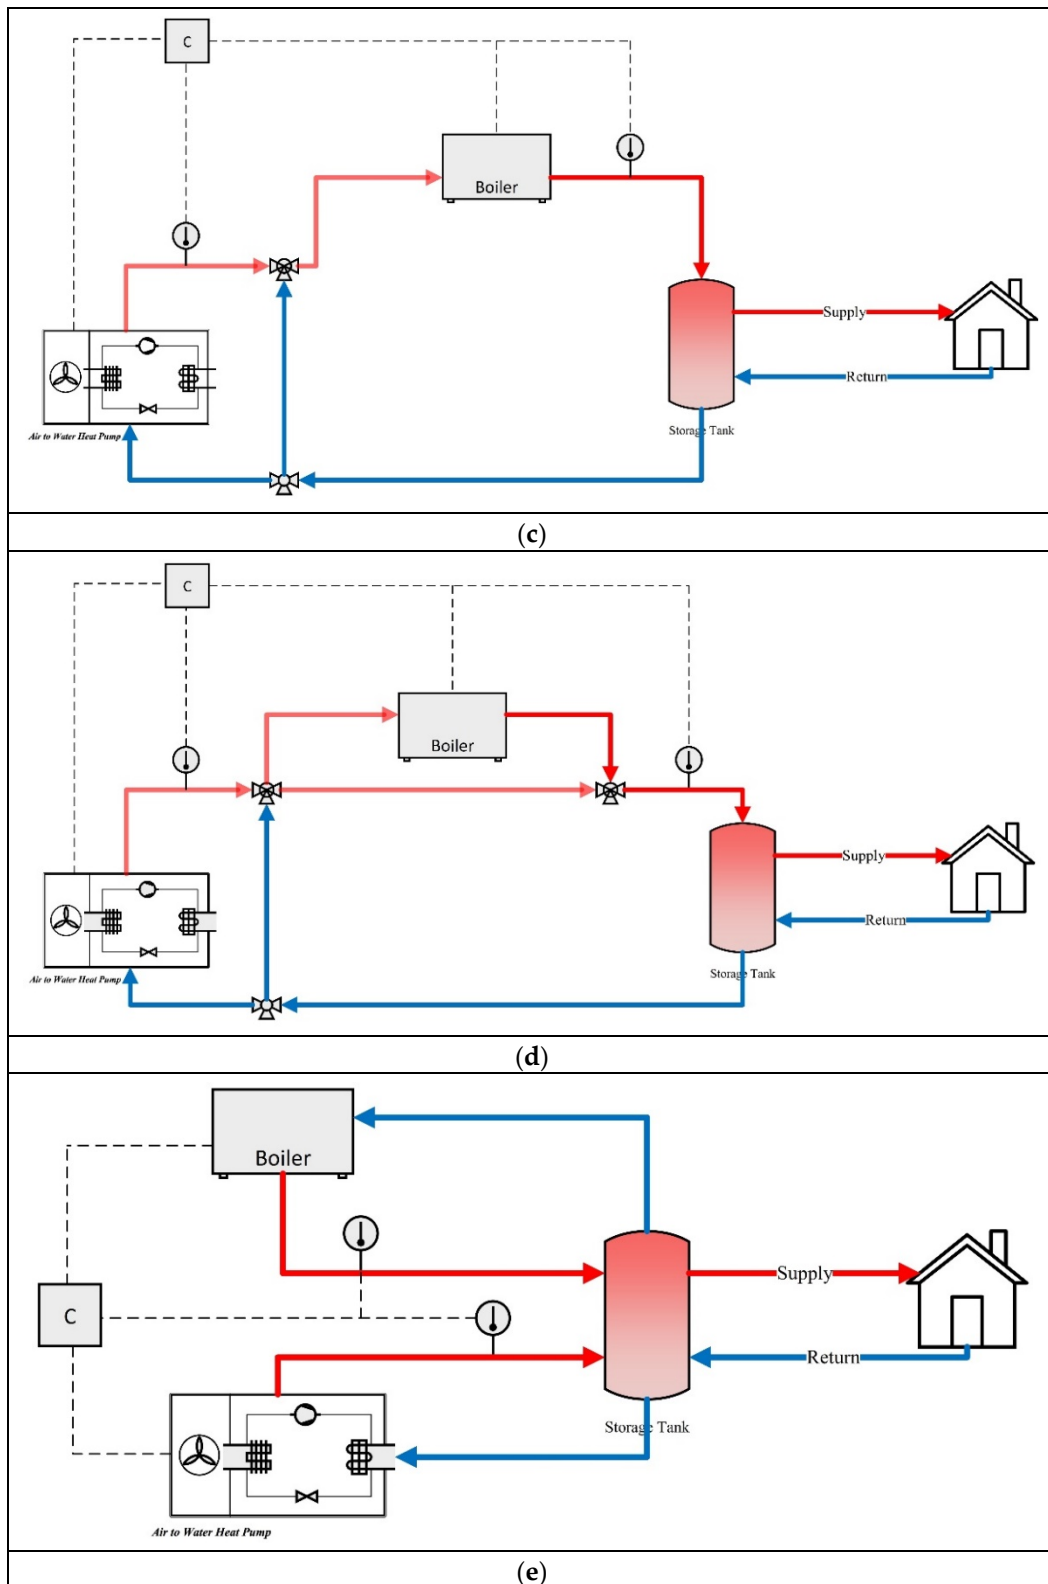 C
Boiler
Supply
Return
Air to Water Heat Pump
Storage Tank
(c)
C
Boiler
Supply
Return
Air to Water Heat Pump
Storage Tank
(d)
Boiler
Supply
C
Return
Storage Tank
Air to Water Heat Pump
(e)